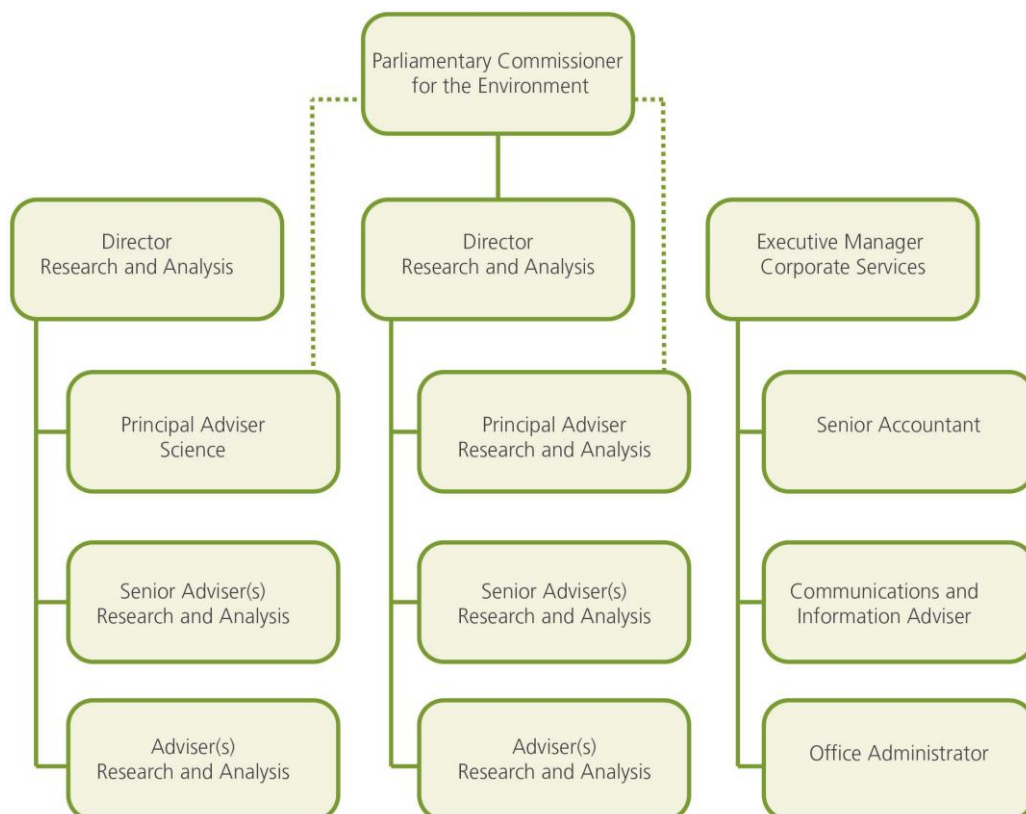 Parliamentary Commissioner
for the Environment
Director
Research and Analysis
Director
Research and Analysis
Executive Manager
Corporate Services
Principal Adviser
Science
Principal Adviser
Research and Analysis
Senior Accountant
Senior Adviser(s)
Research and Analysis
Senior Adviser(s)
Research and Analysis
Communications and
Information Adviser
Adviser(s)
Research and Analysis
Adviser(s)
Research and Analysis
Office Administrator